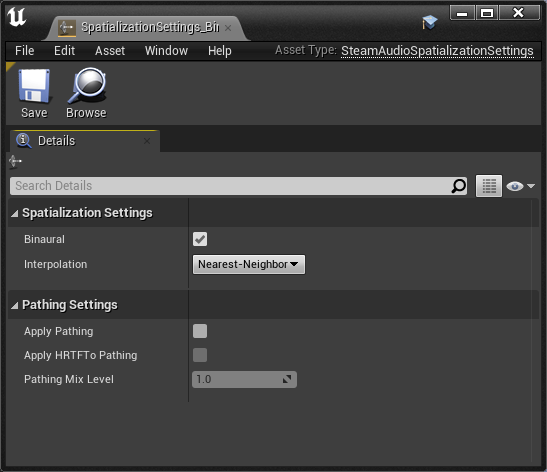 SpatializationSettings_Bin
File Edit Asset Window Help Asset Type: SteamAudioSpatializationSettings
Save Browse
Details
Search Details
Spatialization Settings
Binaural
Interpolation Nearest-Neighbor
Pathing Settings
Apply Pathing
Apply HRTFTo Pathing
Pathing Mix Level 1.0